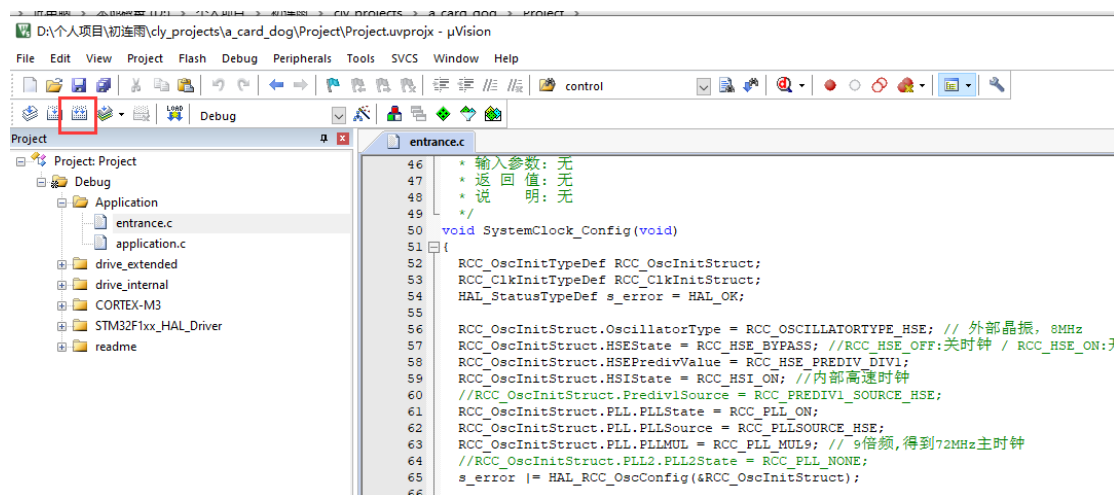 D:\个人项目\初连雨\cly_projects\a_card_dog\Project\Project.uvprojx - µVision
File Edit View Project Flash Debug Peripherals Tools SVCS Window Help
control
LOAD Debug
Project
entrance.c
Project: Project
Debug
Application
entrance.c
application.c
drive_extended
drive_internal
CORTEX-M3
STM32F1xx_HAL_Driver
readme
46 * 输入参数: 无
47 * 返 回 值: 无
48 * 说 明: 无
49 */
50 void SystemClock_Config(void)
51 {
52 RCC_OscInitTypeDef RCC_OscInitStruct;
53 RCC_ClkInitTypeDef RCC_ClkInitStruct;
54 HAL_StatusTypeDef s_error = HAL_OK;
55
56 RCC_OscInitStruct.OscillatorType = RCC_OSCILLATORTYPE_HSE; // 外部晶振，8MHz
57 RCC_OscInitStruct.HSEState = RCC_HSE_BYPASS; //RCC_HSE_OFF:关时钟 / RCC_HSE_ON:
58 RCC_OscInitStruct.HSEPredivValue = RCC_HSE_PREDIV_DIV1;
59 RCC_OscInitStruct.HSIState = RCC_HSI_ON; //内部高速时钟
60 //RCC_OscInitStruct.Prediv1Source = RCC_PREDIV1_SOURCE_HSE;
61 RCC_OscInitStruct.PLL.PLLState = RCC_PLL_ON;
62 RCC_OscInitStruct.PLL.PLLSource = RCC_PLLSOURCE_HSE;
63 RCC_OscInitStruct.PLL.PLLMUL = RCC_PLL_MUL9; // 9倍频,得到72MHz主时钟
64 //RCC_OscInitStruct.PLL2.PLL2State = RCC_PLL_NONE;
65 s_error |= HAL_RCC_OscConfig(&RCC_OscInitStruct);
66